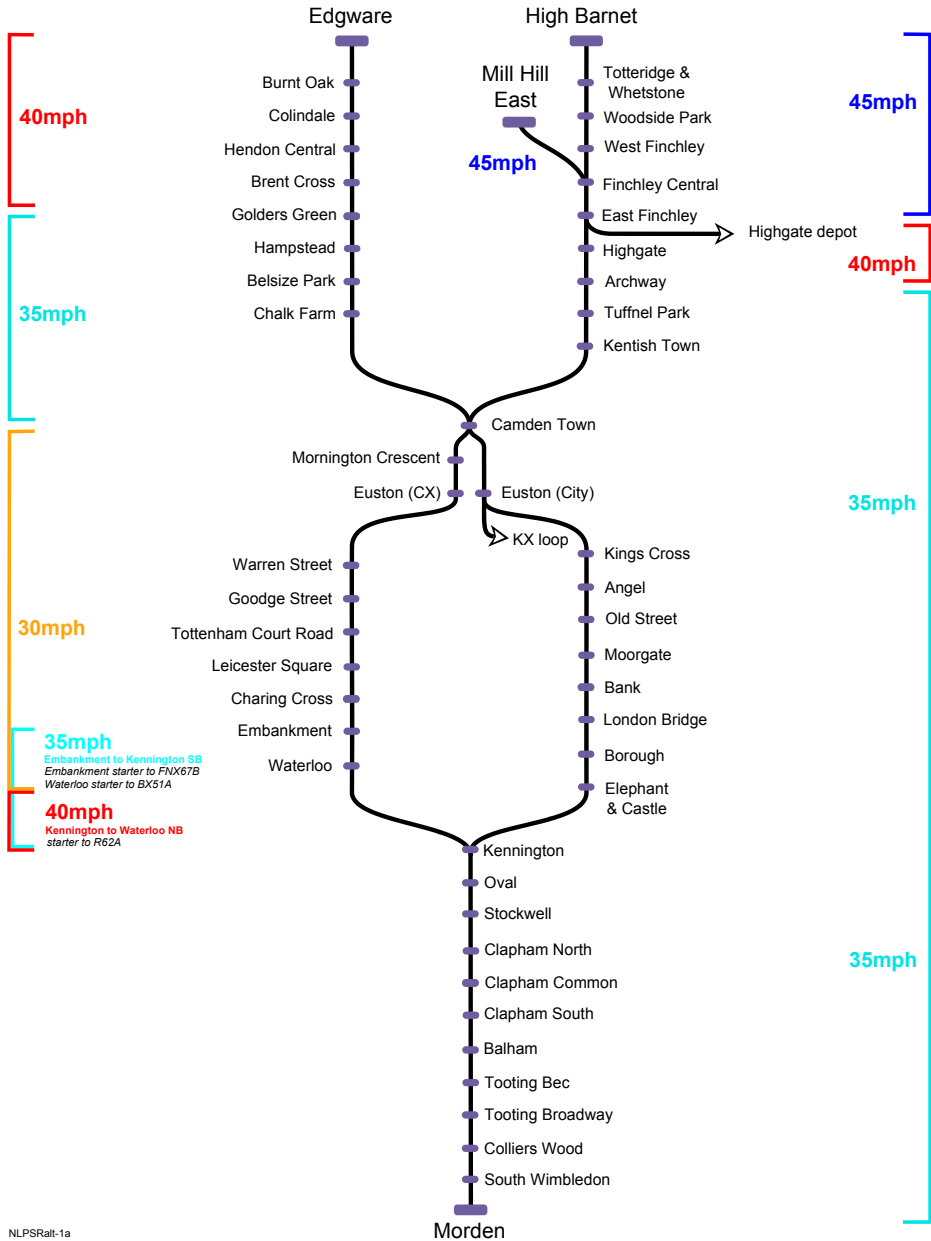 Edgware
High Barnet
Mill Hill
East
40mph
45mph
45mph
Burnt Oak
Colindale
Hendon Central
Brent Cross
Golders Green
Hampstead
Belsize Park
Chalk Farm
Totteridge &
Whetstone
Woodside Park
West Finchley
Finchley Central
East Finchley
Highgate depot
Highgate
Archway
Tuffnel Park
Kentish Town
40mph
35mph
Camden Town
Mornington Crescent
Euston (CX)
Euston (City)
KX loop
35mph
Warren Street
Goodge Street
Tottenham Court Road
Leicester Square
Charing Cross
Embankment
Waterloo
Kings Cross
Angel
Old Street
Moorgate
Bank
London Bridge
Borough
Elephant
& Castle
30mph
35mph
Embankment to Kennington SB
Embankment starter to FNX67B
Waterloo starter to BX51A
40mph
Kennington to Waterloo NB
starter to R62A
Kennington
Oval
Stockwell
Clapham North
Clapham Common
Clapham South
Balham
Tooting Bec
Tooting Broadway
Colliers Wood
South Wimbledon
Morden
35mph
NLPSRalt-1a